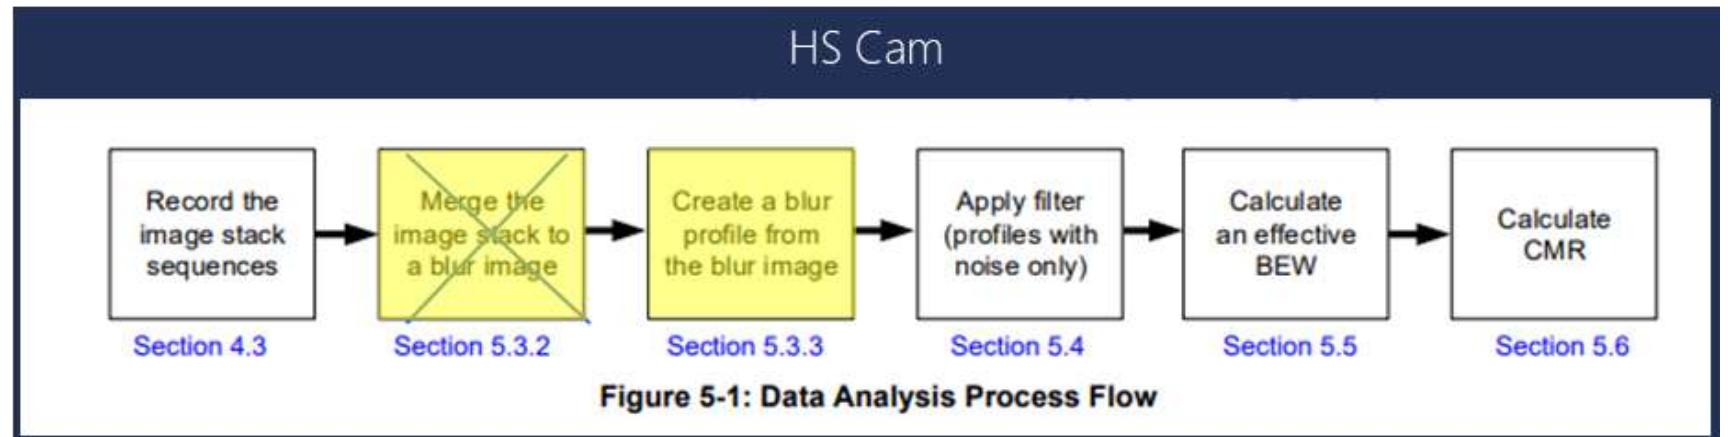 HS Cam
Record the
image stack
sequences
Merge the
image stack to
a blur image
Create a blur
profile from
the blur image
Apply filter
(profiles with
noise only)
Calculate
an effective
BEW
Calculate
CMR
Section 4.3
Section 5.3.2
Section 5.3.3
Section 5.4
Section 5.5
Section 5.6
Figure 5-1: Data Analysis Process Flow